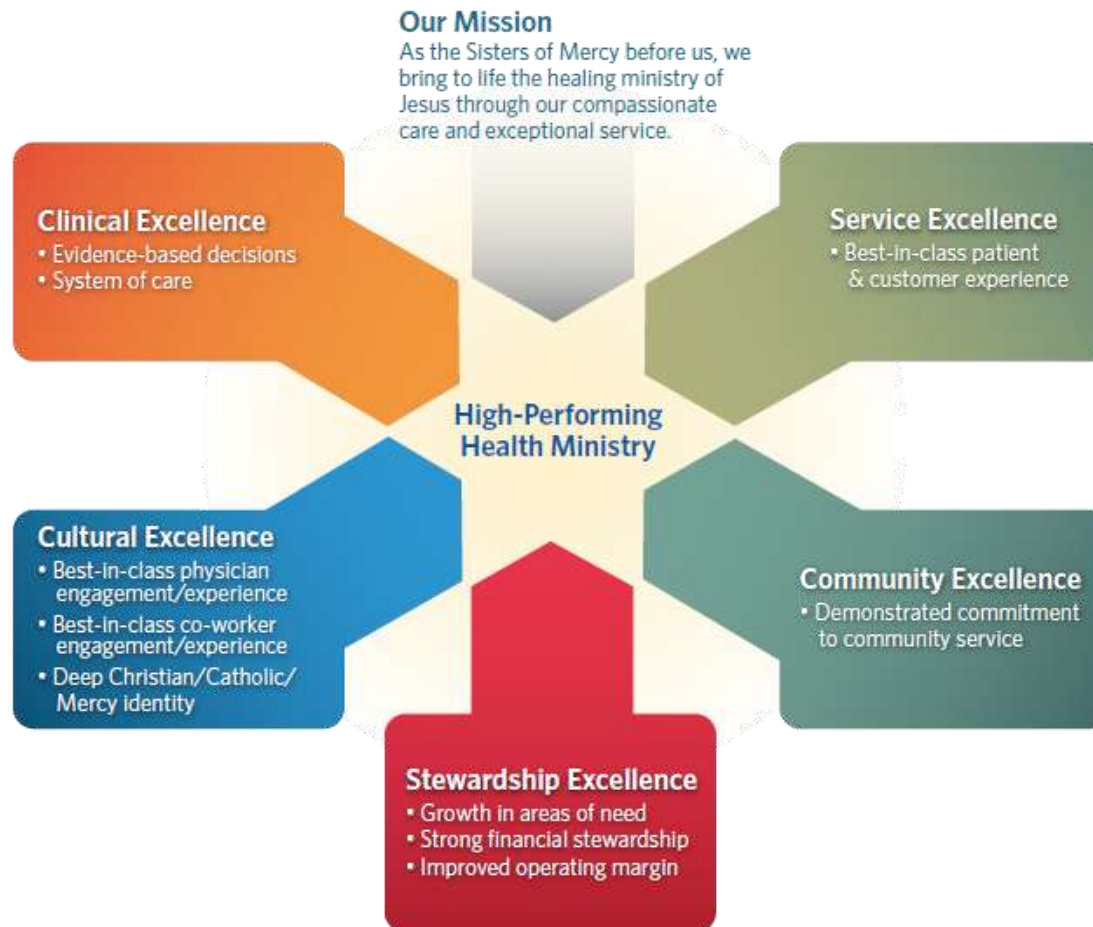 Our Mission
As the Sisters of Mercy before us, we
bring to life the healing ministry of
Jesus through our compassionate
care and exceptional service.
Clinical Excellence
• Evidence-based decisions
• System of care
Service Excellence
• Best-in-class patient
& customer experience
High-Performing
Health Ministry
Cultural Excellence
• Best-in-class physician
engagement/experience
• Best-in-class co-worker
engagement/experience
• Deep Christian/Catholic/
Mercy identity
Community Excellence
• Demonstrated commitment
to community service
Stewardship Excellence
• Growth in areas of need
• Strong financial stewardship
• Improved operating margin